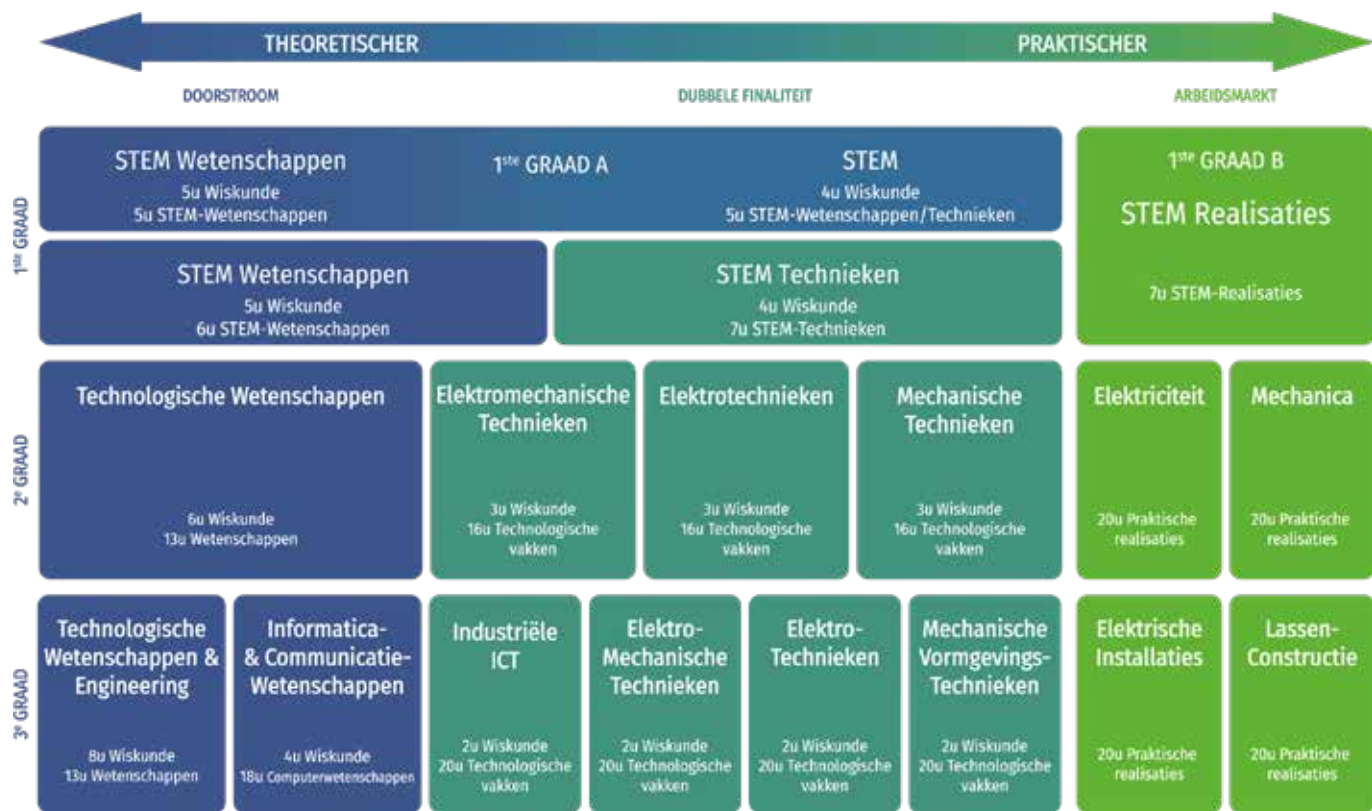 THEORETISCHER
PRAKTISCHER
DOORSTROOM
DUBBELE FINALITEIT
ARBEIDSMARKT
1ste GRAAD
STEM Wetenschappen
5u Wiskunde
5u STEM-Wetenschappen
1ste GRAAD A
STEM
4u Wiskunde
5u STEM-Wetenschappen/Technieken
1ste GRAAD B
STEM Realisaties
7u STEM-Realisaties
STEM Wetenschappen
5u Wiskunde
6u STEM-Wetenschappen
STEM Technieken
4u Wiskunde
7u STEM-Technieken
2e GRAAD
Technologische Wetenschappen
6u Wiskunde
13u Wetenschappen
Elektromechanische
Technieken
3u Wiskunde
16u Technologische
vakken
Elektrotechnieken
3u Wiskunde
16u Technologische
vakken
Mechanische
Technieken
3u Wiskunde
16u Technologische
vakken
Elektriciteit
20u Praktische
realisaties
Mechanica
20u Praktische
realisaties
3e GRAAD
Technologische
Wetenschappen &
Engineering
8u Wiskunde
13u Wetenschappen
Informatica-
& Communicatie-
Wetenschappen
4u Wiskunde
18u Computerwetenschappen
Industriële
ICT
2u Wiskunde
20u Technologische
vakken
Elektro-
Mechanische
Technieken
2u Wiskunde
20u Technologische
vakken
Elektro-
Technieken
2u Wiskunde
20u Technologische
vakken
Mechanische
Vormgevings-
Technieken
2u Wiskunde
20u Technologische
vakken
Elektrische
Installaties
20u Praktische
realisaties
Lassen-
Constructie
20u Praktische
realisaties